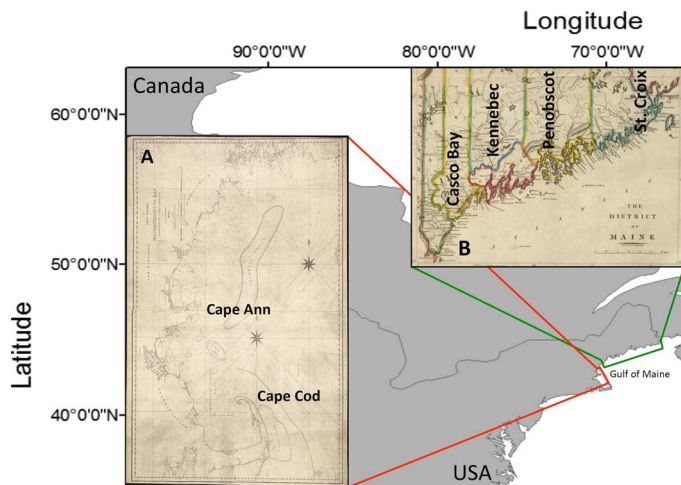 Longitude
90°0'0"W
80°0'0"W
70°0'0"W
Canada
60°0'0"N
50°0'0"N
40°0'0"N
Latitude
A
Cape Ann
Cape Cod
Casco Bay
Kennebec
Penobscot
St. Croix
B
THE
DISTRICT
OF
MAINE
Gulf of Maine
USA